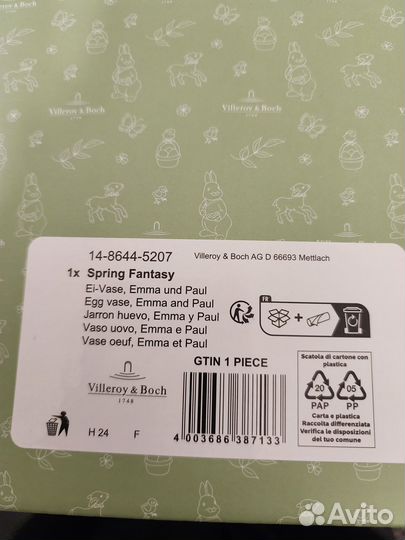 Villeroy & Boch
1748
Villeroy & Boch
1748
14-8644-5207
Villeroy & Boch AG D 66693 Mettlach
1x Spring Fantasy
Ei-Vase, Emma und Paul
Egg vase, Emma and Paul
Jarron huevo, Emma y Paul
Vaso uovo, Emma e Paul
Vase oeuf, Emma et Paul
FR
+
GTIN 1 PIECE
Villeroy & Boch
1748
H 24 F
4 003686 387133
Scatola di cartone con
plastica
20
PAP
05
PP
Carta e plastica
Raccolta differenziata
Verifica le disposizioni
del tuo comune
Avito